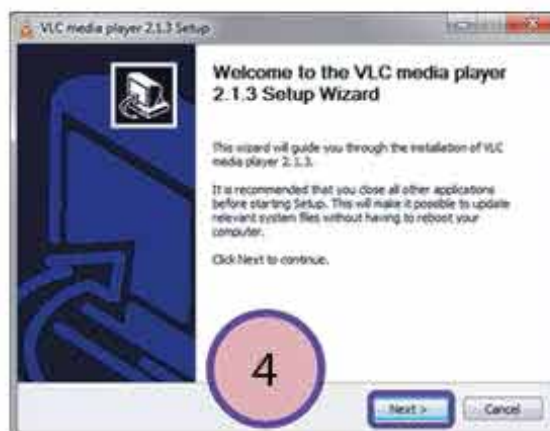 VLC media player 2.1.3 Setup
Welcome to the VLC media player
2.1.3 Setup Wizard
This wizard will guide you through the installation of VLC
media player 2.1.3.
It is recommended that you close all other applications
before starting Setup. This will make it possible to update
relevant system files without having to reboot your
computer.
Click Next to continue.
4
Next >
Cancel